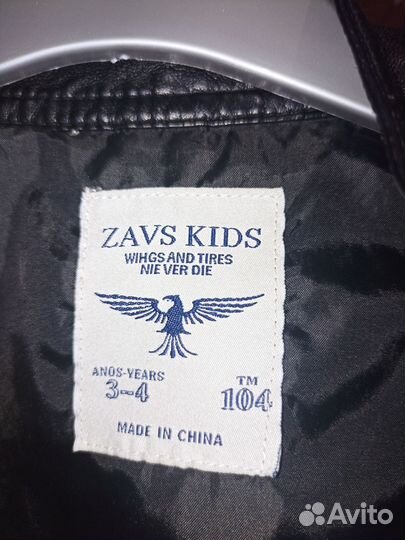 ZAVS KIDS
WIHGS AND TIRES
NIE VER DIE
ANOS-YEARS
3-4
TM
104
MADE IN CHINA
Avito